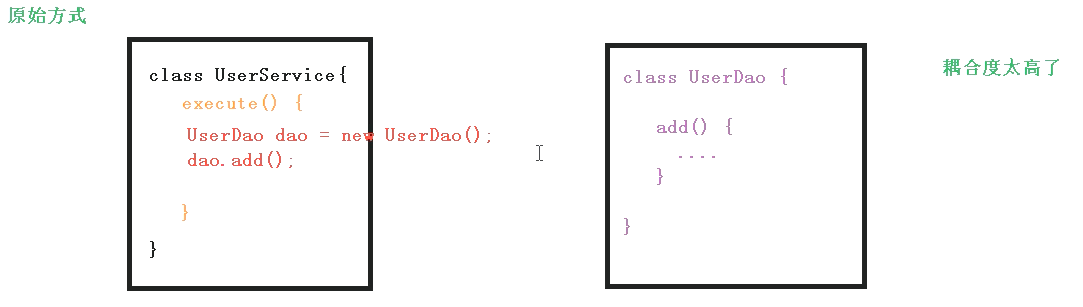 原始方式
class UserService{
execute() {
UserDao dao = new UserDao();
dao.add();
}
}
class UserDao {
add() {
....
}
}
耦合度太高了